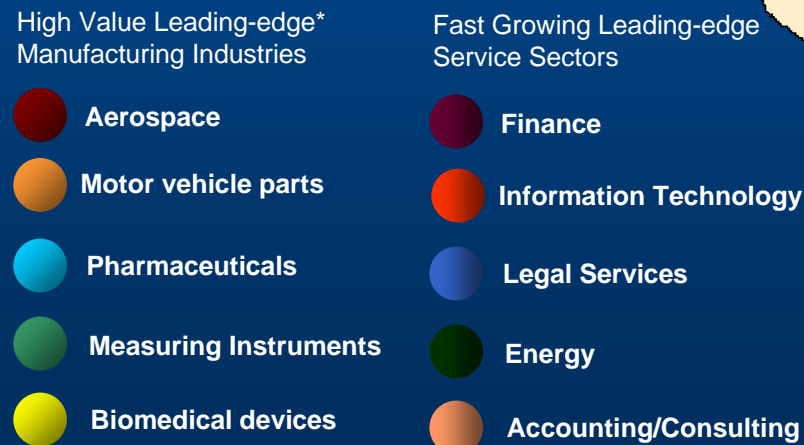 High Value Leading-edge*
Manufacturing Industries
Aerospace
Motor vehicle parts
Pharmaceuticals
Measuring Instruments
Biomedical devices
Fast Growing Leading-edge
Service Sectors
Finance
Information Technology
Legal Services
Energy
Accounting/Consulting